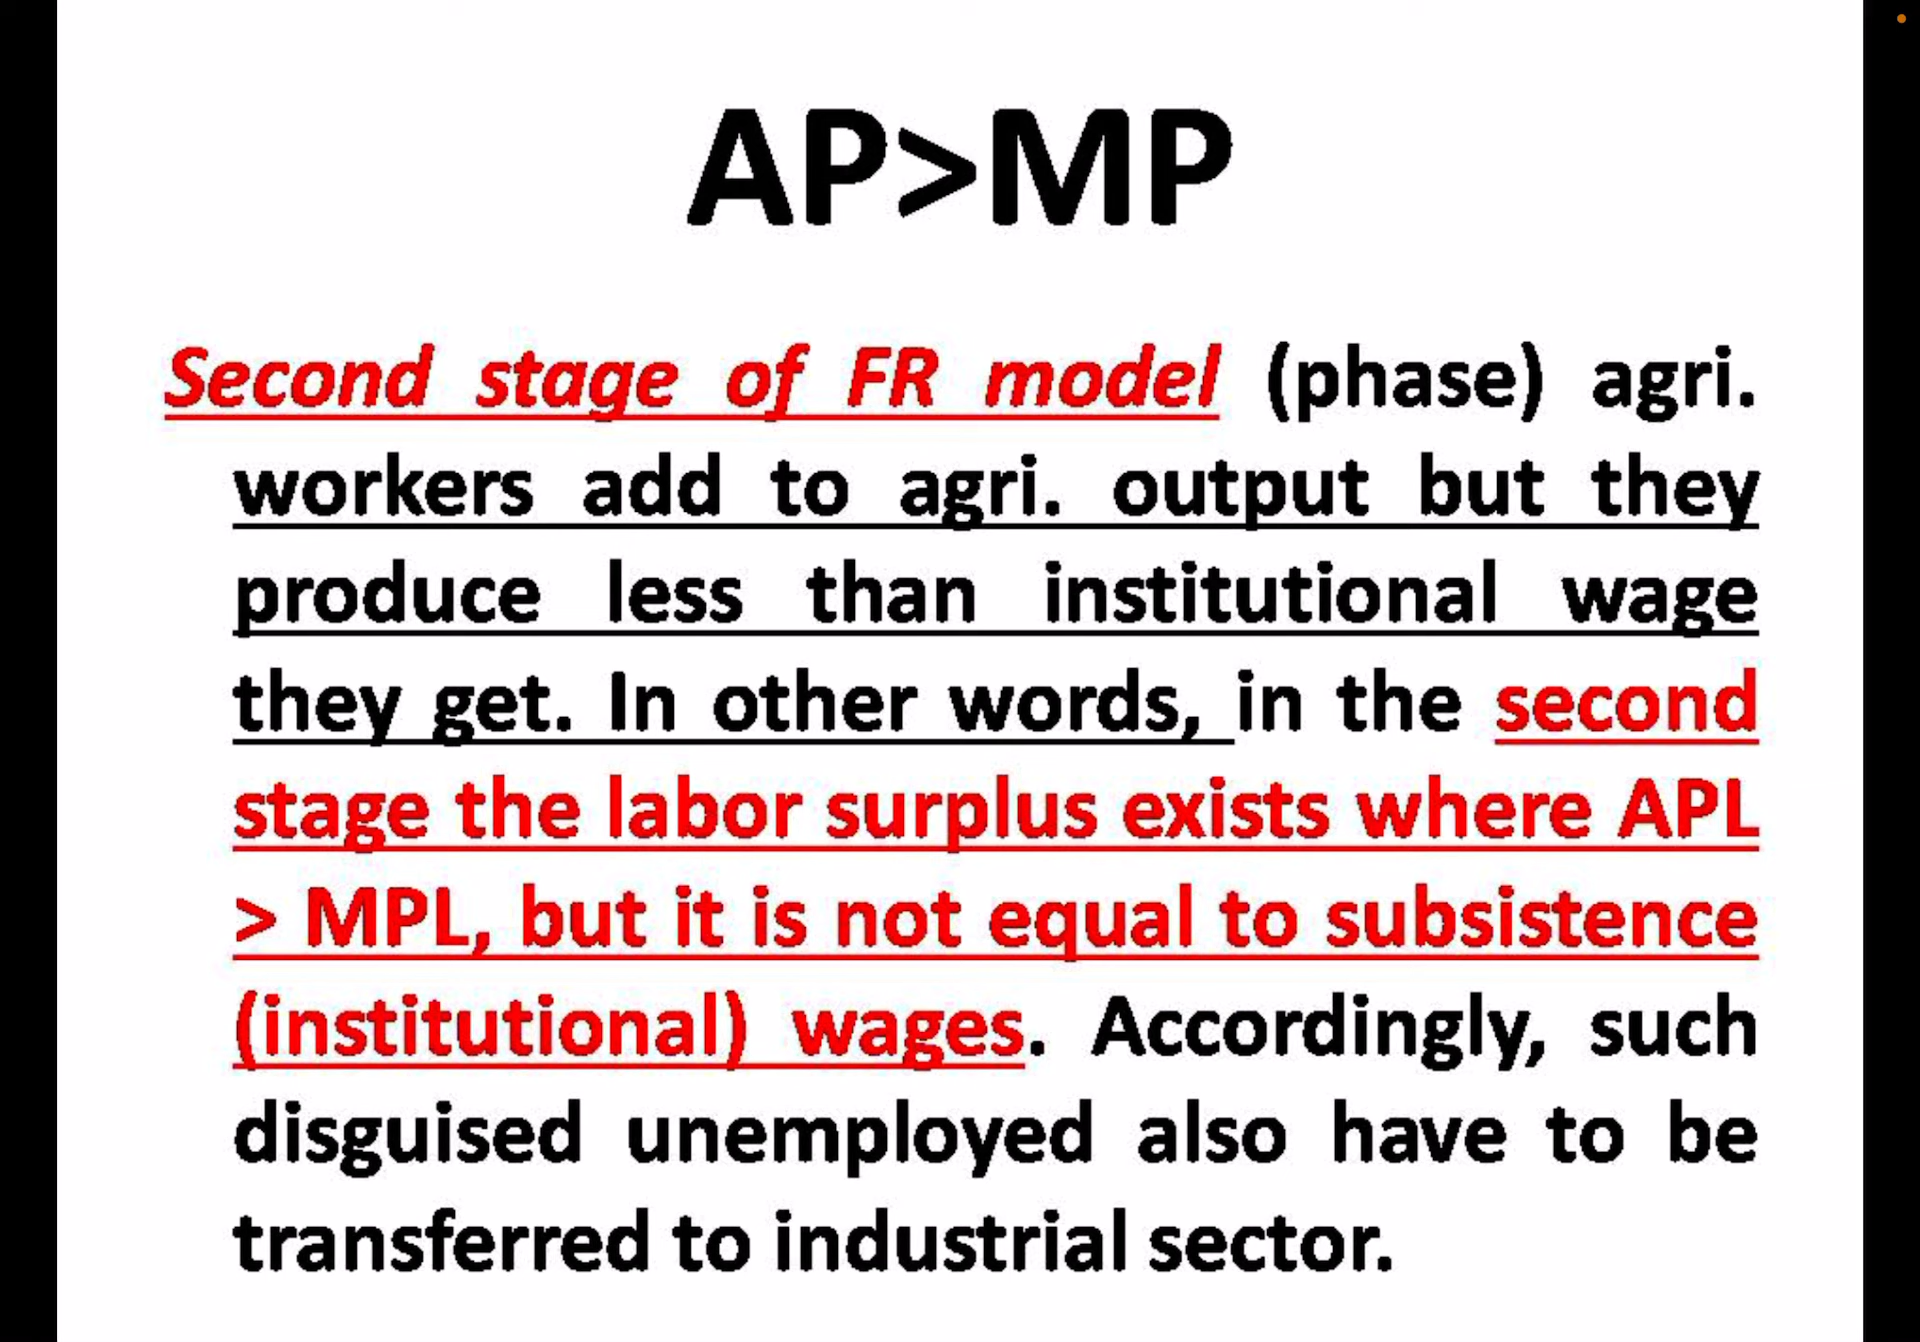 AP>MP
Second stage of FR model (phase) agri.
workers add to agri. output but they
produce less than institutional wage
they get. In other words, in the second
stage the labor surplus exists where APL
> MPL, but it is not equal to subsistence
(institutional) wages. Accordingly, such
disguised unemployed also have to be
transferred to industrial sector.